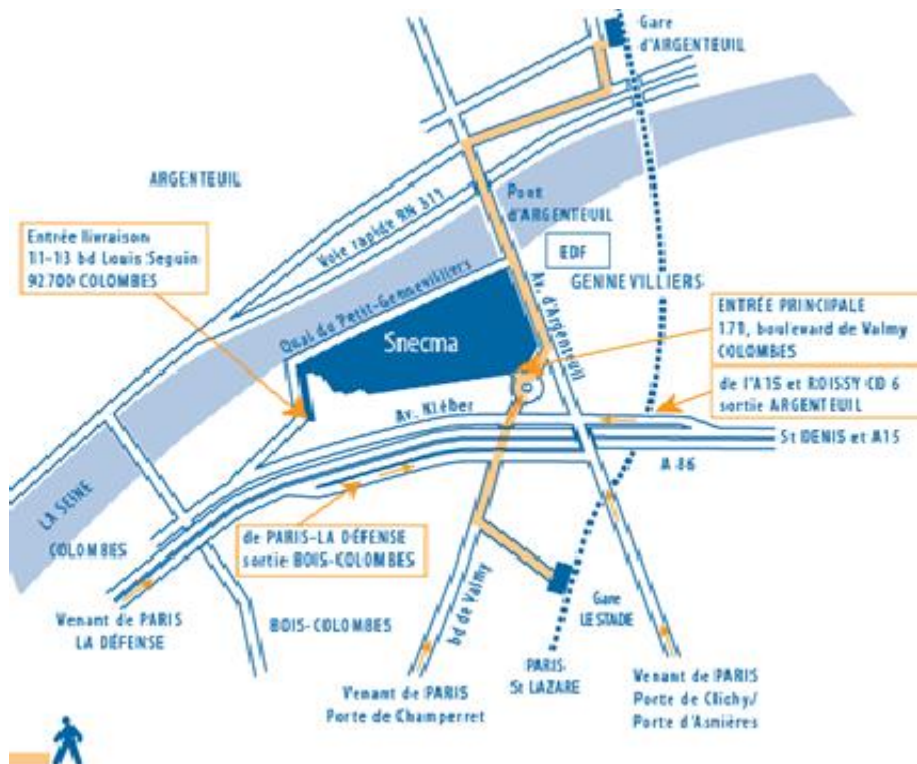 Gare
d'ARGENTEUIL
ARGENTEUIL
Pont
d'ARGENTEUIL
Voie rapide RN 311
Entrée livraison
11-13 bd Louis Seguin
92700 COLOMBES
EDF
GENNEVILLIERS
Quai du Petit-Gennevilliers
Av. d'Argenteuil
ENTRÉE PRINCIPALE
171, boulevard de Valmy
COLOMBES
Snecma
de l'A15 et ROISSY CD 6
sortie ARGENTEUIL
Av. Kléber
St DENIS et A15
A 86
LA SEINE
de PARIS-LA DÉFENSE
sortie BOIS-COLOMBES
COLOMBES
bd de Valmy
Gare
LE STADE
Venant de PARIS
LA DÉFENSE
BOIS-COLOMBES
PARIS
St LAZARE
Venant de PARIS
Porte de Champerret
Venant de PARIS
Porte de Clichy/
Porte d'Asnières